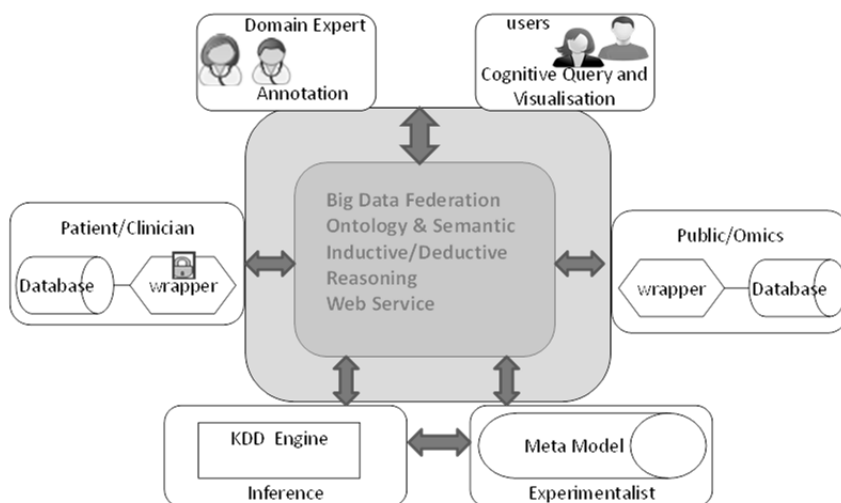 Domain Expert
Annotation
users
Cognitive Query and
Visualisation
Big Data Federation
Ontology & Semantic
Inductive/Deductive
Reasoning
Web Service
Patient/Clinician
Database
wrapper
Public/Omics
wrapper
Database
KDD Engine
Inference
Meta Model
Experimentalist